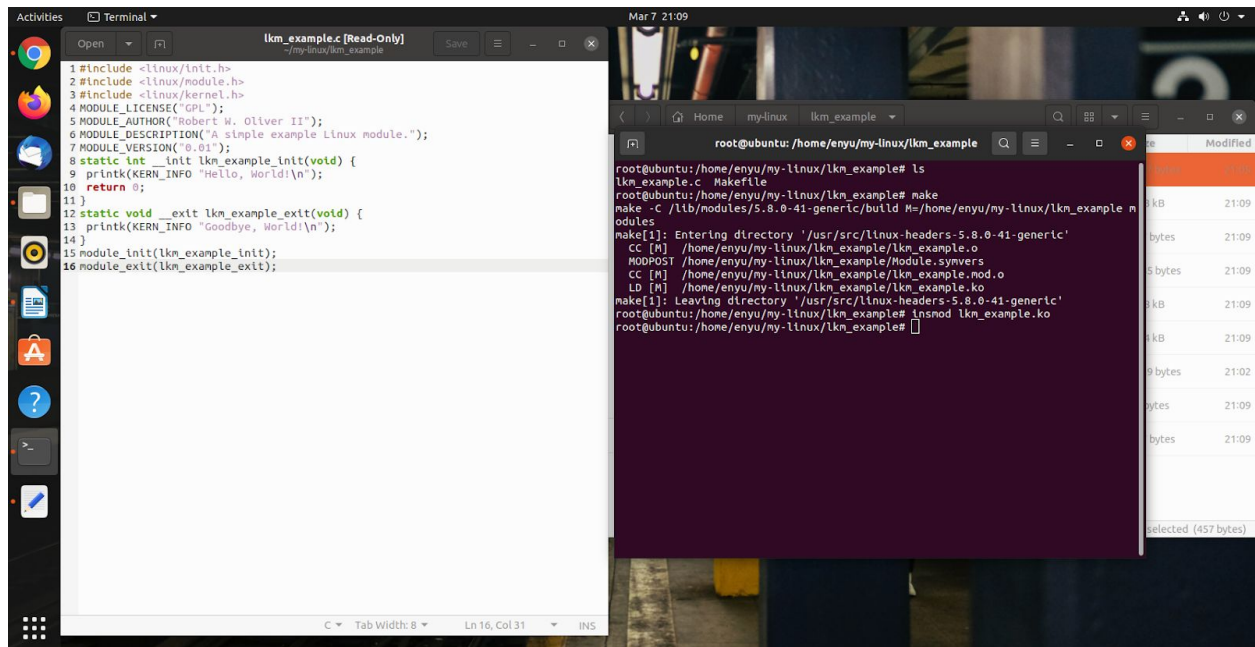 Activities
Terminal
Mar 7 21:09
Open
lkm_example.c [Read-Only]
~/my-linux/lkm_example
Save
1 #include <linux/init.h>
2 #include <linux/module.h>
3 #include <linux/kernel.h>
4 MODULE_LICENSE("GPL");
5 MODULE_AUTHOR("Robert W. Oliver II");
6 MODULE_DESCRIPTION("A simple example Linux module.");
7 MODULE_VERSION("0.01");
8 static int __init lkm_example_init(void) {
9  printk(KERN_INFO "Hello, World!\n");
10  return 0;
11 }
12 static void __exit lkm_example_exit(void) {
13  printk(KERN_INFO "Goodbye, World!\n");
14 }
15 module_init(lkm_example_init);
16 module_exit(lkm_example_exit);
C
Tab Width: 8
Ln 16, Col 31
INS
Home
my-linux
lkm_example
root@ubuntu: /home/enyu/my-linux/lkm_example
root@ubuntu:/home/enyu/my-linux/lkm_example# ls
lkm_example.c  Makefile
root@ubuntu:/home/enyu/my-linux/lkm_example# make
make -C /lib/modules/5.8.0-41-generic/build M=/home/enyu/my-linux/lkm_example m
odules
make[1]: Entering directory '/usr/src/linux-headers-5.8.0-41-generic'
  CC [M]  /home/enyu/my-linux/lkm_example/lkm_example.o
  MODPOST /home/enyu/my-linux/lkm_example/Module.symvers
  CC [M]  /home/enyu/my-linux/lkm_example/lkm_example.mod.o
  LD [M]  /home/enyu/my-linux/lkm_example/lkm_example.ko
make[1]: Leaving directory '/usr/src/linux-headers-5.8.0-41-generic'
root@ubuntu:/home/enyu/my-linux/lkm_example# insmod lkm_example.ko
root@ubuntu:/home/enyu/my-linux/lkm_example#
Modified
kB 21:09
bytes 21:09
bytes 21:09
kB 21:09
kB 21:09
bytes 21:02
bytes 21:09
bytes 21:09
selected (457 bytes)